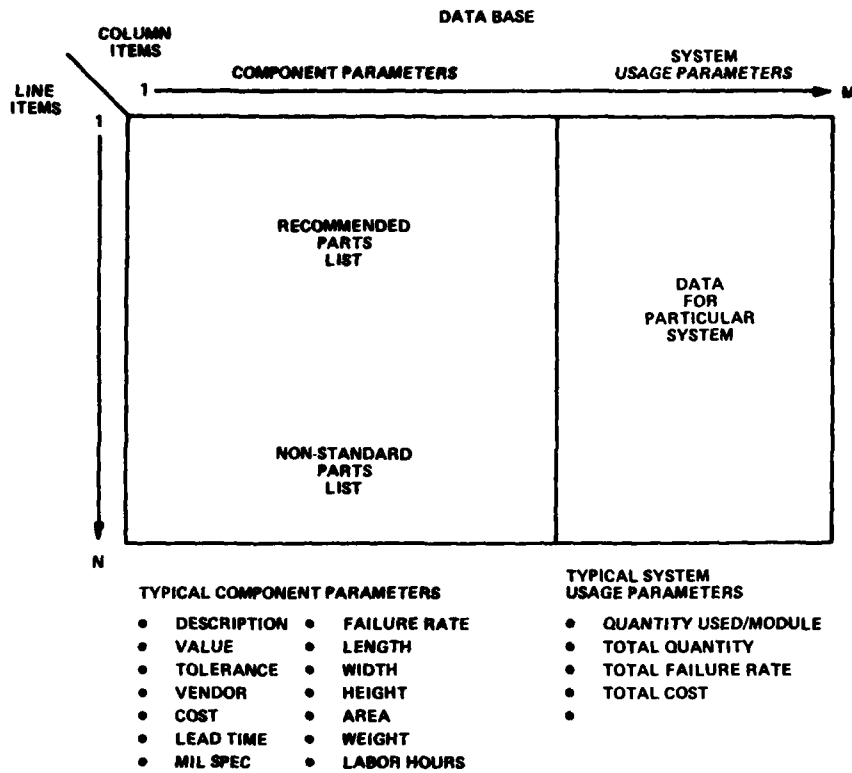 DATA BASE
COLUMN
ITEMS
COMPONENT PARAMETERS
SYSTEM
USAGE PARAMETERS
LINE
ITEMS
1
M
1
RECOMMENDED
PARTS
LIST
DATA
FOR
PARTICULAR
SYSTEM
NON-STANDARD
PARTS
LIST
N
TYPICAL COMPONENT PARAMETERS
• DESCRIPTION • FAILURE RATE
• VALUE • LENGTH
• TOLERANCE • WIDTH
• VENDOR • HEIGHT
• COST • AREA
• LEAD TIME • WEIGHT
• MIL SPEC • LABOR HOURS
TYPICAL SYSTEM
USAGE PARAMETERS
• QUANTITY USED/MODULE
• TOTAL QUANTITY
• TOTAL FAILURE RATE
• TOTAL COST
•